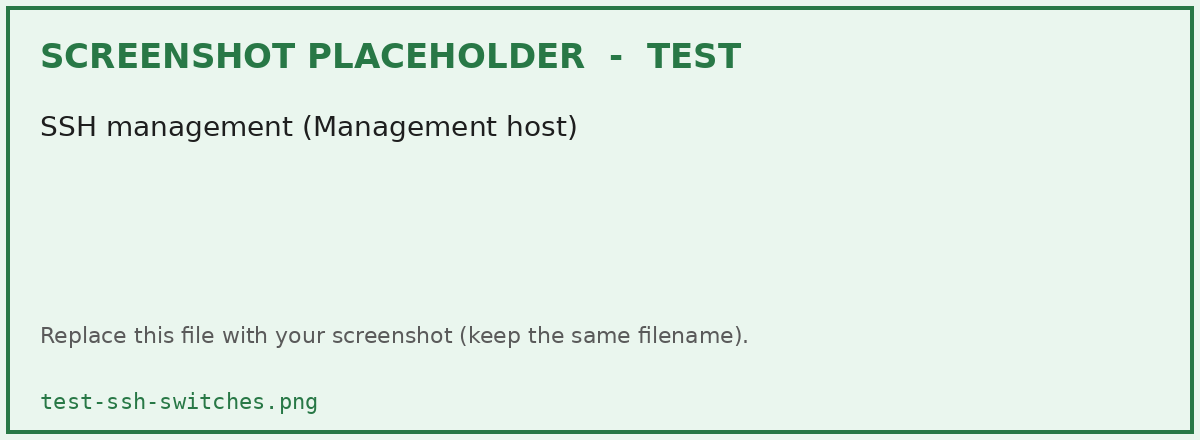 SCREENSHOT PLACEHOLDER - TEST
SSH management (Management host)
Replace this file with your screenshot (keep the same filename).
test-ssh-switches.png